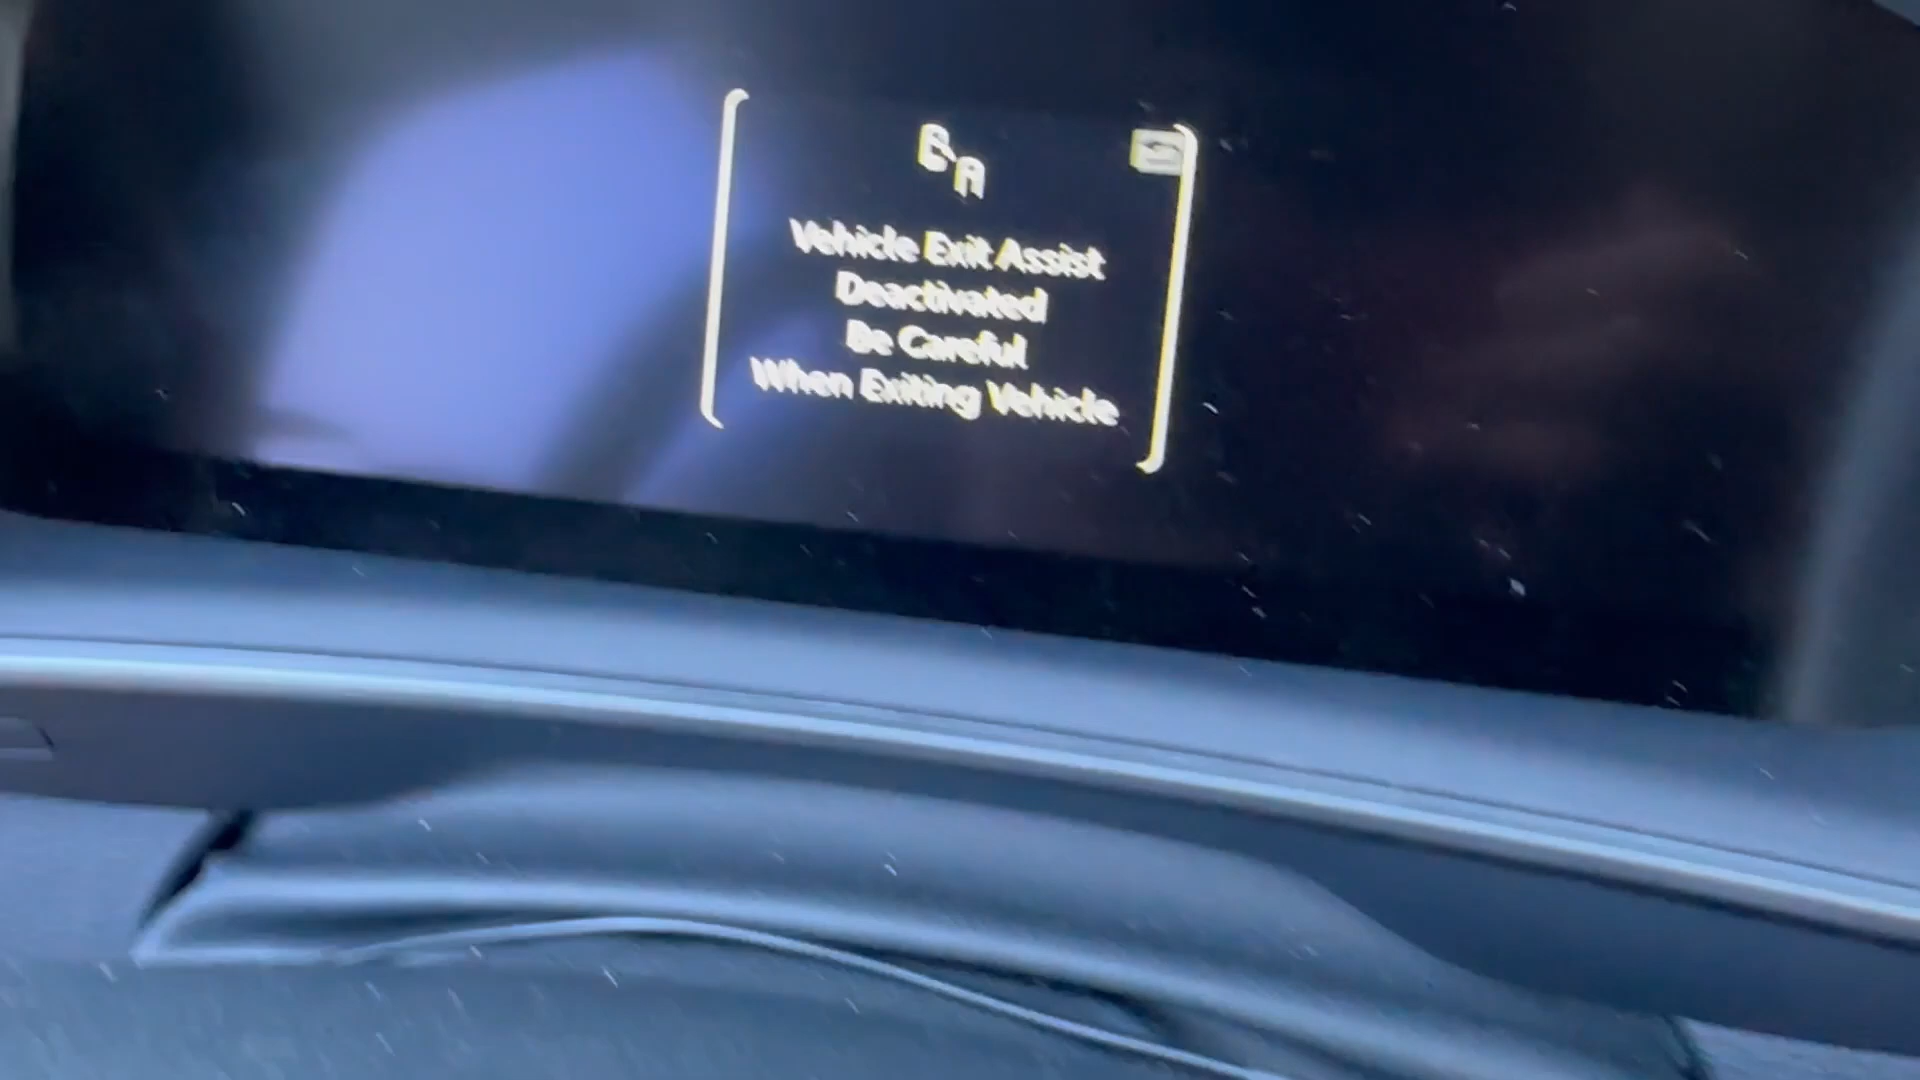 Vehicle Exit Assist
Deactivated
Be Careful
When Exiting Vehicle